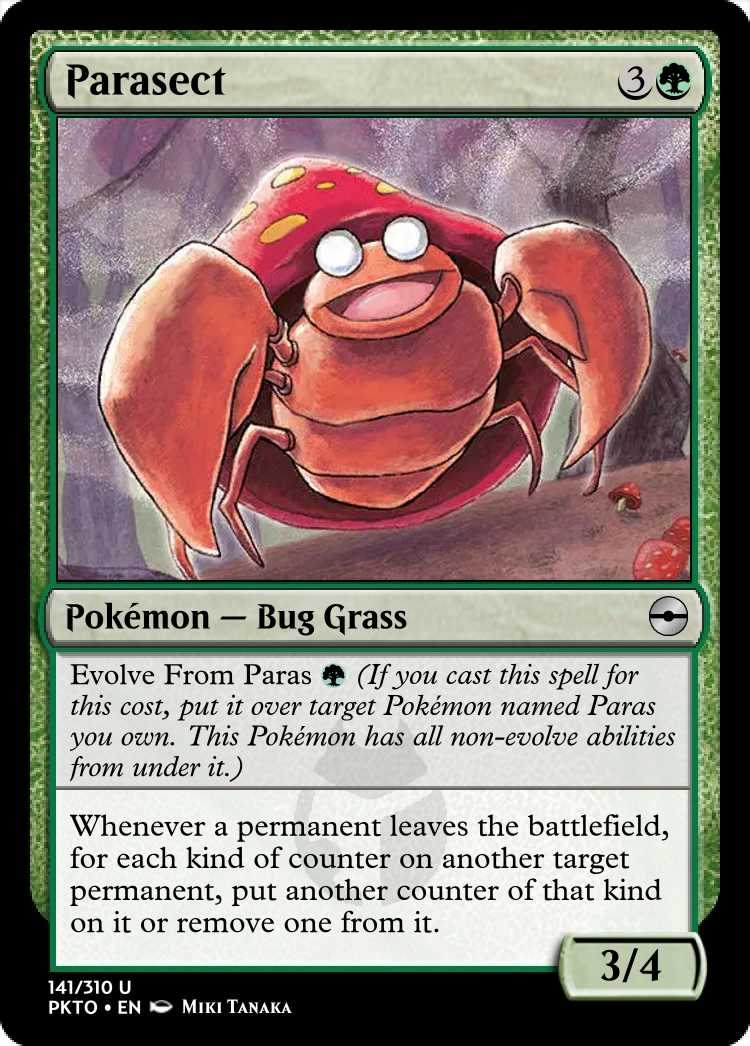 Parasect 3
Pokémon — Bug Grass
Evolve From Paras (If you cast this spell for
this cost, put it over target Pokémon named Paras
you own. This Pokémon has all non-evolve abilities
from under it.)
Whenever a permanent leaves the battlefield,
for each kind of counter on another target
permanent, put another counter of that kind
on it or remove one from it.
3/4
141/310 U
PKTO • EN Miki Tanaka